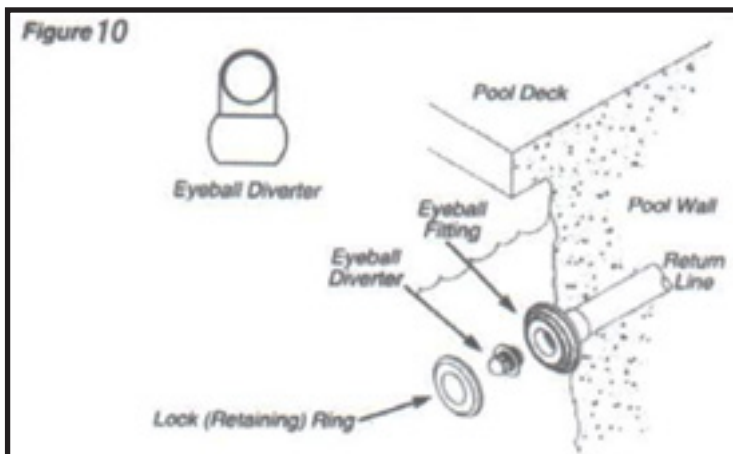 Figure 10
Eyeball Diverter
Pool Deck
Pool Wall
Eyeball
Fitting
Eyeball
Diverter
Return
Line
Lock (Retaining) Ring